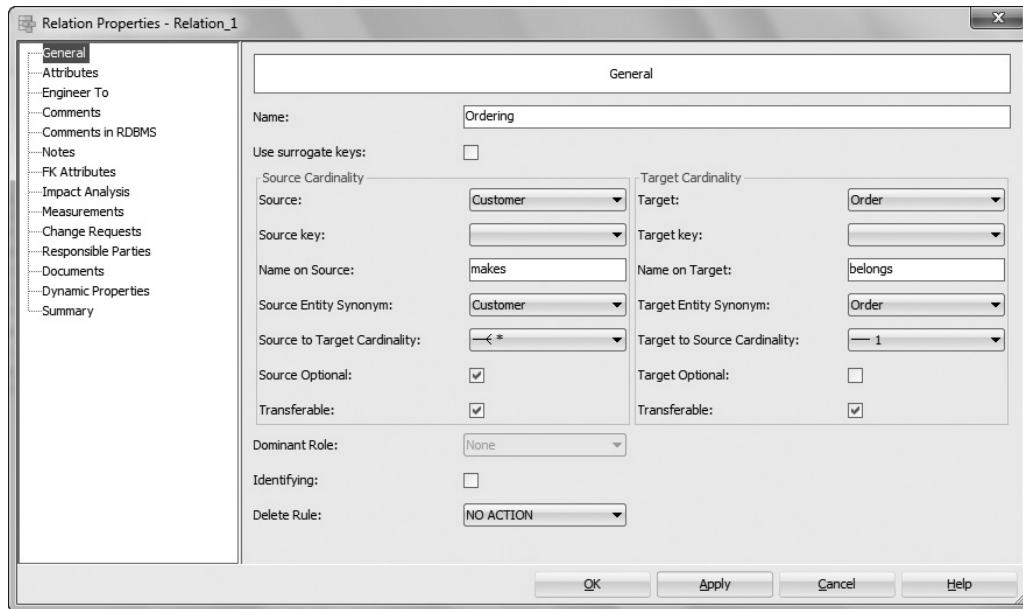 Relation Properties - Relation_1
General
Attributes
Engineer To
Comments
Comments in RDBMS
Notes
FK Attributes
Impact Analysis
Measurements
Change Requests
Responsible Parties
Documents
Dynamic Properties
Summary
General
Name: Ordering
Use surrogate keys:
Source Cardinality Target Cardinality
Source: Customer Target: Order
Source key: Target key:
Name on Source: makes Name on Target: belongs
Source Entity Synonym: Customer Target Entity Synonym: Order
Source to Target Cardinality: * Target to Source Cardinality: 1
Source Optional: Target Optional:
Transferable: Transferable:
Dominant Role: None
Identifying:
Delete Rule: NO ACTION
OK Apply Cancel Help